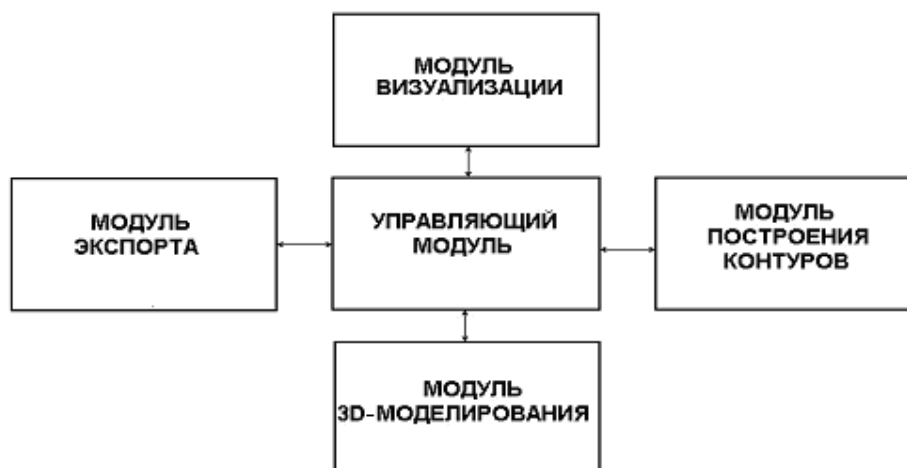 МОДУЛЬ
ВИЗУАЛИЗАЦИИ
МОДУЛЬ
ЭКСПОРТА
УПРАВЛЯЮЩИЙ
МОДУЛЬ
МОДУЛЬ
ПОСТРОЕНИЯ
КОНТУРОВ
МОДУЛЬ
3D-МОДЕЛИРОВАНИЯ